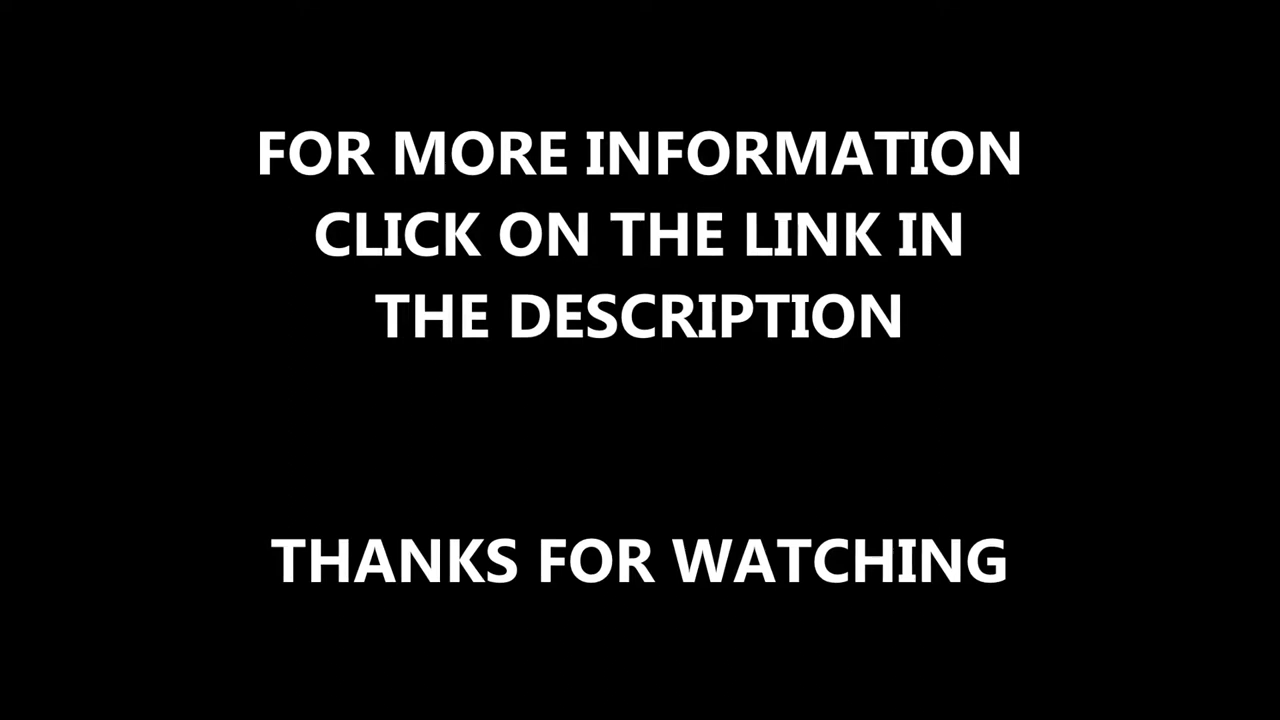 FOR MORE INFORMATION
CLICK ON THE LINK IN
THE DESCRIPTION
THANKS FOR WATCHING